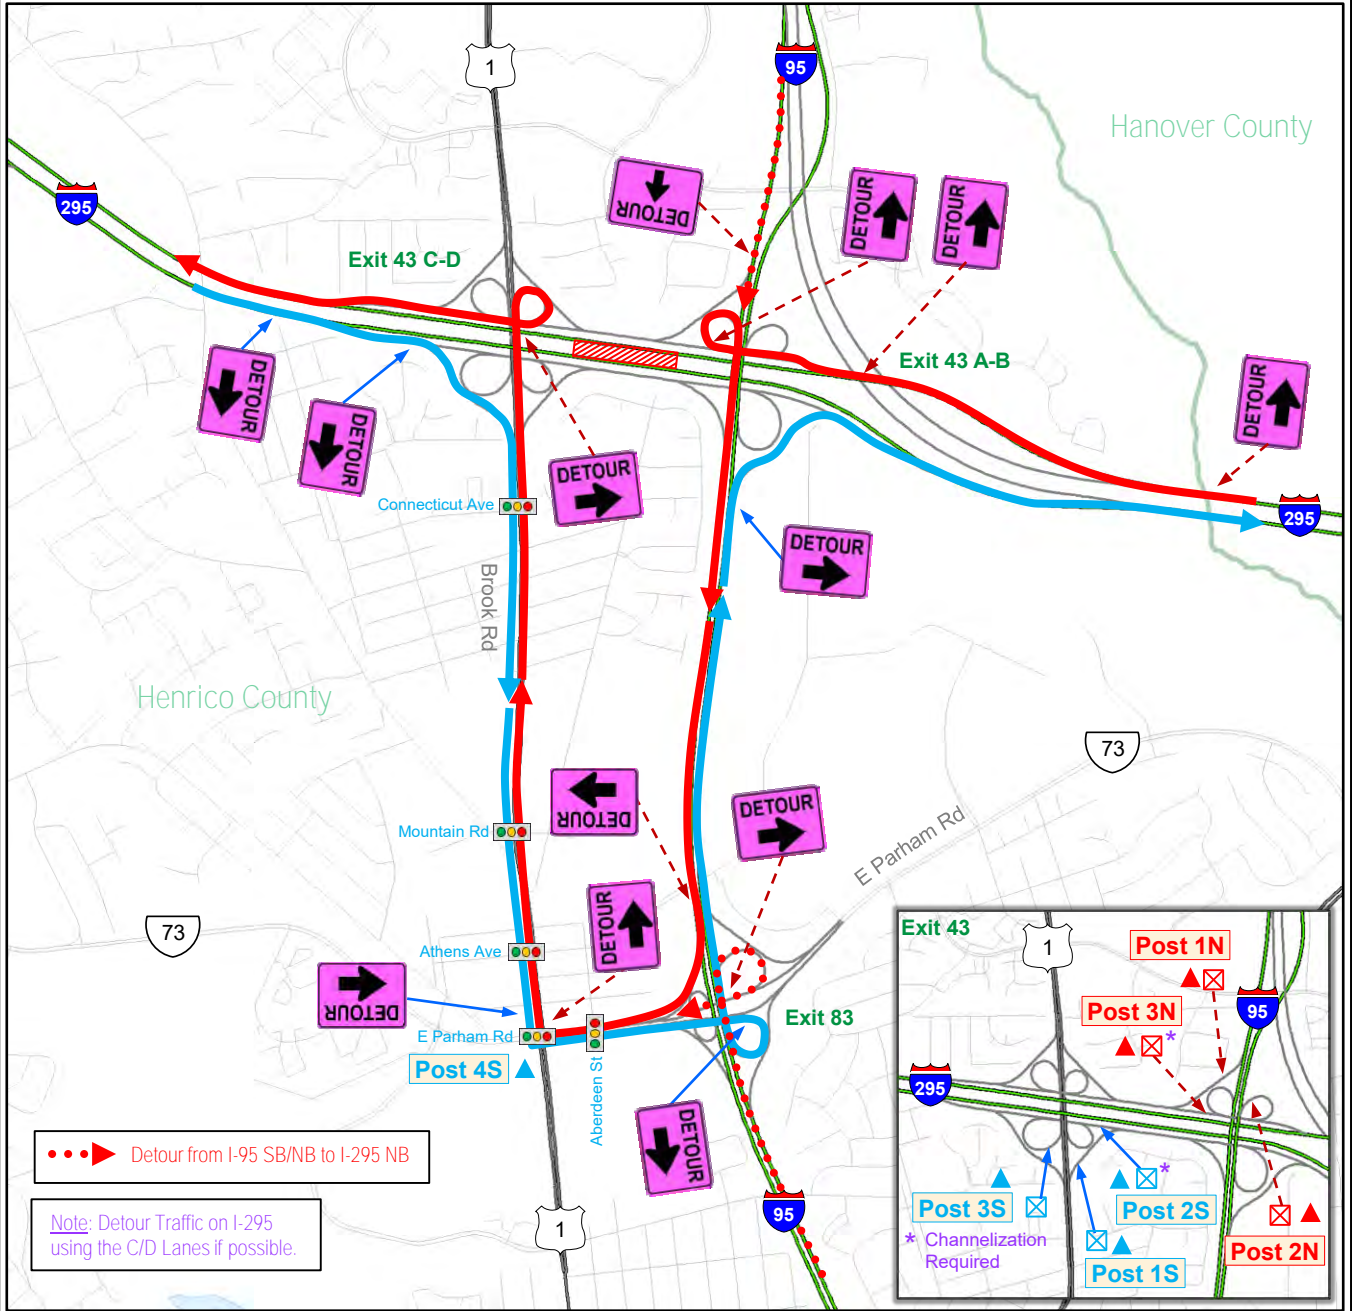 1
95
Hanover County
295
Exit 43 C-D
DETOUR
DETOUR
DETOUR
Exit 43 A-B
DETOUR
DETOUR
DETOUR
DETOUR
DETOUR
Connecticut Ave
295
Brook Rd
Henrico County
73
DETOUR
DETOUR
Mountain Rd
E Parham Rd
73
DETOUR
Athens Ave
DETOUR
E Parham Rd
Exit 83
Post 4S
Aberdeen St
DETOUR
Detour from I-95 SB/NB to I-295 NB
Note: Detour Traffic on I-295
using the C/D Lanes if possible.
1
95
Exit 43
1
Post 1N
Post 3N
*
95
295
*
Post 3S
Post 2S
* Channelization
Required
Post 2N
Post 1S